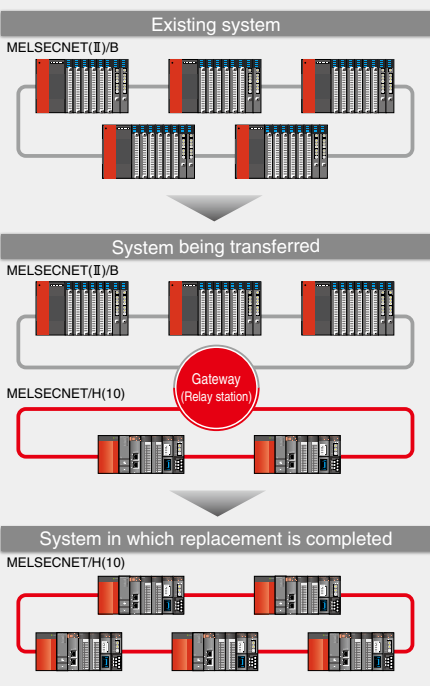 Existing system
MELSECNET(Ⅱ)/B
System being transferred
MELSECNET(Ⅱ)/B
Gateway
(Relay station)
MELSECNET/H(10)
System in which replacement is completed
MELSECNET/H(10)